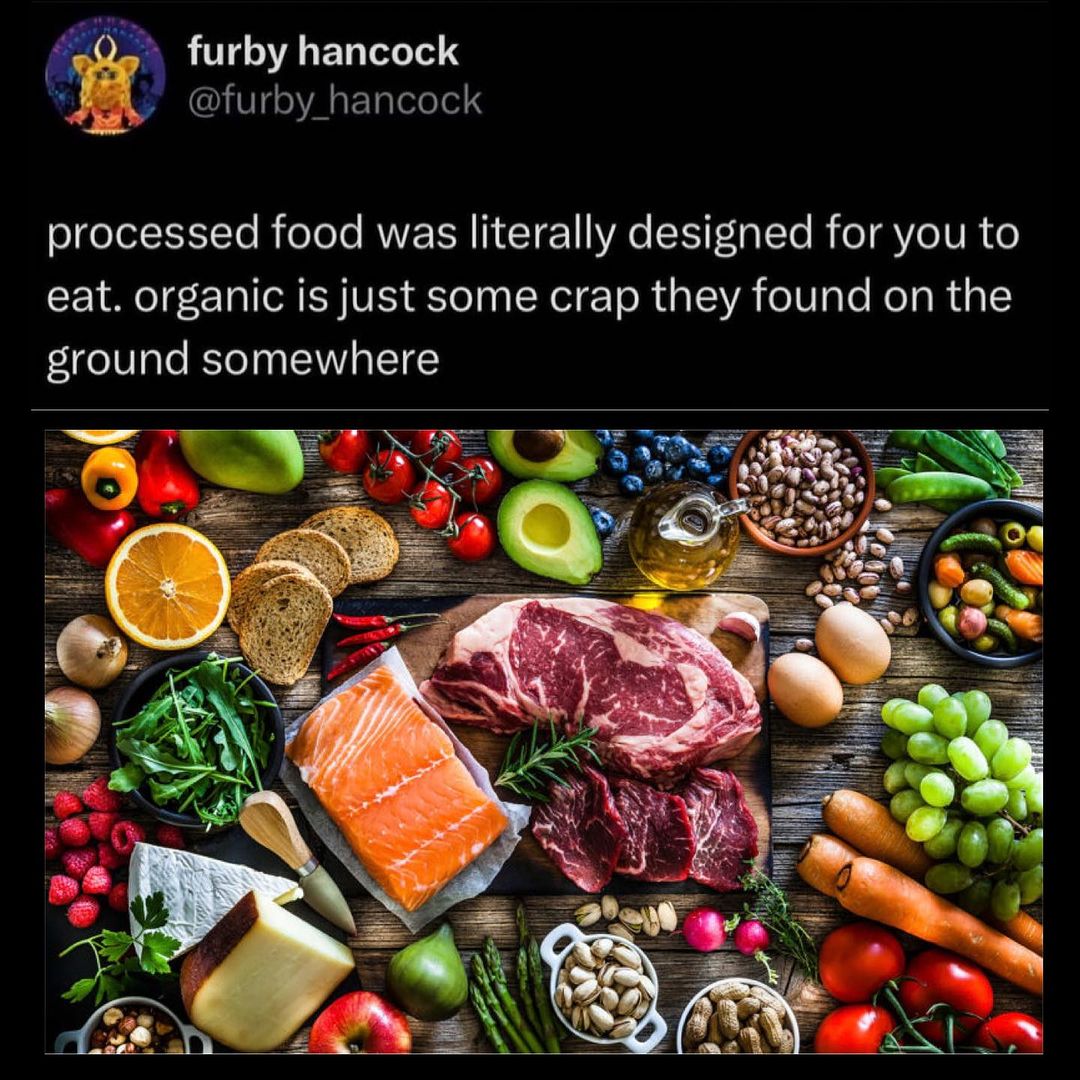 furby hancock
@furby_hancock
processed food was literally designed for you to
eat. organic is just some crap they found on the
ground somewhere